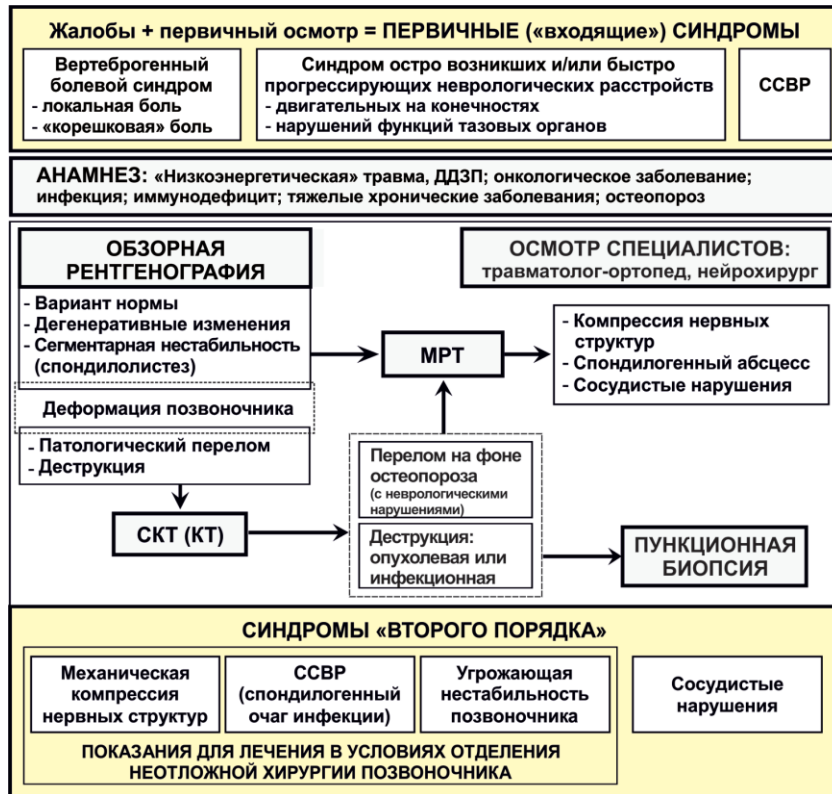 Жалобы + первичный осмотр = ПЕРВИЧНЫЕ («входящие») СИНДРОМЫ
Вертеброгенный
болевой синдром
- локальная боль
- «корешковая» боль
Синдром остро возникших и/или быстро
прогрессирующих неврологических расстройств
- двигательных на конечностях
- нарушений функций тазовых органов
ССВР
АНАМНЕЗ: «Низкоэнергетическая» травма, ДДЗП; онкологическое заболевание;
инфекция; иммунодефицит; тяжелые хронические заболевания; остеопороз
ОБЗОРНАЯ
РЕНТГЕНОГРАФИЯ
- Вариант нормы
- Дегенеративные изменения
- Сегментарная нестабильность
(спондилолистез)
Деформация позвоночника
- Патологический перелом
- Деструкция
ОСМОТР СПЕЦИАЛИСТОВ:
травматолог-ортопед, нейрохирург
МРТ
- Компрессия нервных
структур
- Спондилогенный абсцесс
- Сосудистые нарушения
СКТ (КТ)
Перелом на фоне
остеопороза
(с неврологическими
нарушениями)
Деструкция:
опухолевая или
инфекционная
ПУНКЦИОННАЯ
БИОПСИЯ
СИНДРОМЫ «ВТОРОГО ПОРЯДКА»
Механическая
компрессия
нервных структур
ССВР
(спондилогенный
очаг инфекции)
Угрожающая
нестабильность
позвоночника
Сосудистые
нарушения
ПОКАЗАНИЯ ДЛЯ ЛЕЧЕНИЯ В УСЛОВИЯХ ОТДЕЛЕНИЯ
НЕОТЛОЖНОЙ ХИРУРГИИ ПОЗВОНОЧНИКА